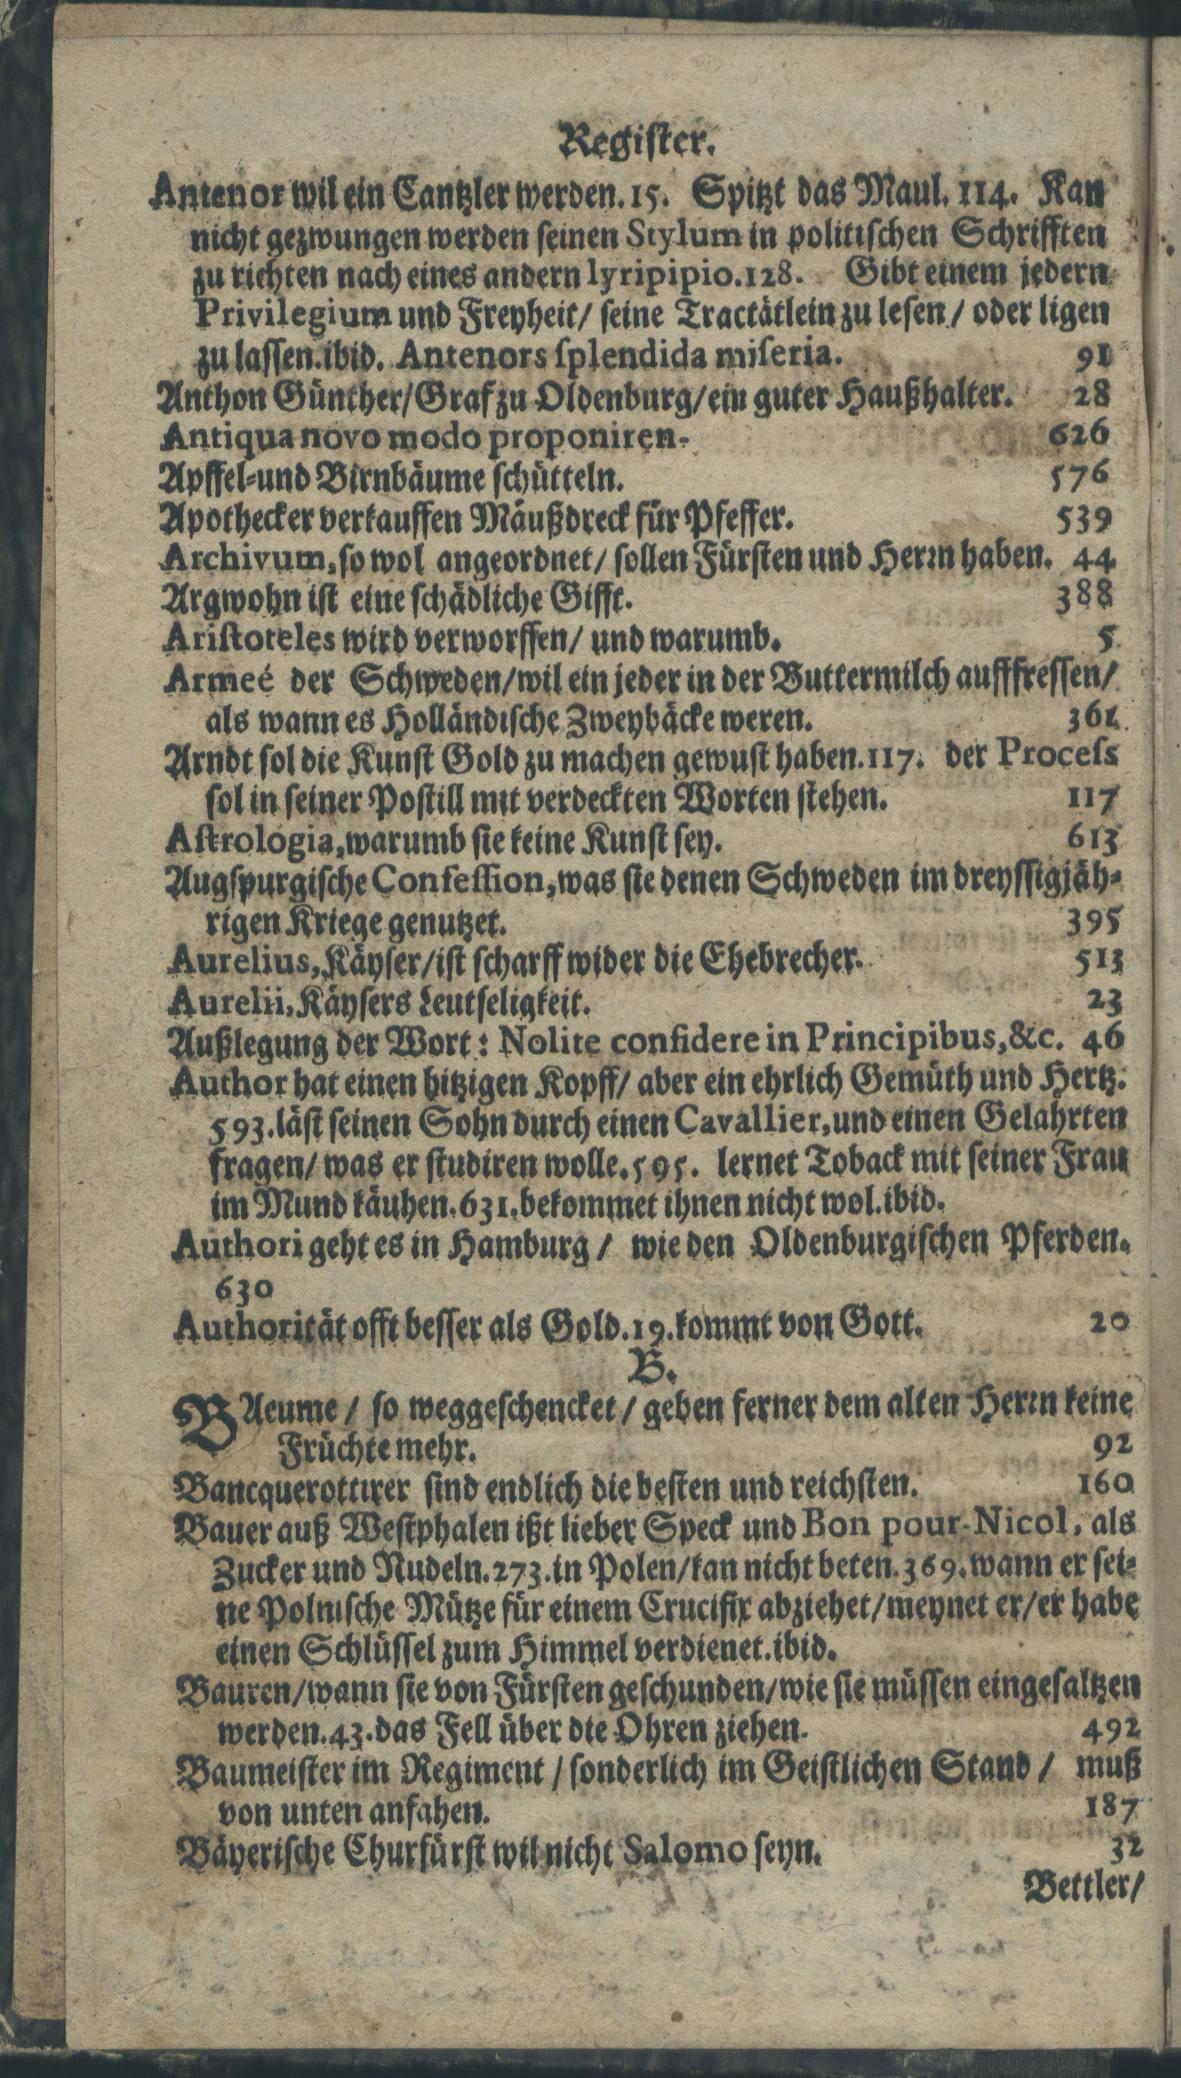 Register.
Antenor wil ein Cantzler werden. 15. Spitzt das Maul. 114. Kan
nicht gezwungen werden seinen Stylum in politischen Schrifften
zu richten nach eines andern lyripipio. 128. Gibt einem jedern
Privilegium und Freyheit/ seine Tractätlein zu lesen/ oder ligen
zu lassen. ibid. Antenors splendida miseria. 91
Anthon Günther/Graf zu Oldenburg/ein guter Haußhalter. 28
Antiqua novo modo proponiren. 626
Apffel-und Birnbäume schütteln. 576
Apothecker verkauffen Mäußdreck für Pfeffer. 539
Archivum, so wol angeordnet/ sollen Fürsten und Herrn haben. 44
Argwohn ist eine schädliche Gifft. 388
Aristoteles wird verworffen/ und warumb. 5
Armeé der Schweden/wil ein jeder in der Buttermilch aufffressen/
als wann es Holländische Zweybäcke weren. 361
Arndt sol die Kunst Gold zu machen gewust haben. 117. der Process
sol in seiner Postill mit verdeckten Worten stehen. 117
Astrologia, warumb sie keine Kunst sey. 613
Augspurgische Confession, was sie denen Schweden im dreyssigjäh-
rigen Kriege genutzet. 395
Aurelius, Käyser/ist scharff wider die Ehebrecher. 513
Aurelii, Käysers Leutseligkeit. 23
Außlegung der Wort: Nolite confidere in Principibus, &c. 46
Author hat einen hitzigen Kopff/ aber ein ehrlich Gemüth und Hertz.
593. läst seinen Sohn durch einen Cavallier, und einen Gelahrten
fragen/ was er studiren wolle. 595. lernet Toback mit seiner Frau
im Mund käuhen. 631. bekommet ihnen nicht wol. ibid.
Authori geht es in Hamburg/ wie den Oldenburgischen Pferden.
630
Authorität offt besser als Gold. 19. kommt von Gott. 20
B.
BAeume/ so weggeschencket/ geben ferner dem alten Herrn keine
Früchte mehr. 92
Bancquerottirer sind endlich die besten und reichsten. 160
Bauer auß Westphalen ißt lieber Speck und Bon pour-Nicol, als
Zucker und Nudeln. 273. in Polen/kan nicht beten. 369. wann er sei-
ne Polnische Mütze für einem Crucifix abziehet/meynet er/er habe
einen Schlüssel zum Himmel verdienet. ibid.
Bauren/wann sie von Fürsten geschunden/wie sie müssen eingesaltzen
werden. 43. das Fell über die Ohren ziehen. 492
Baumeister im Regiment/ sonderlich im Geistlichen Stand/ muß
von unten anfahen. 187
Bäyerische Churfürst wil nicht Salomo seyn. 32
Bettler/